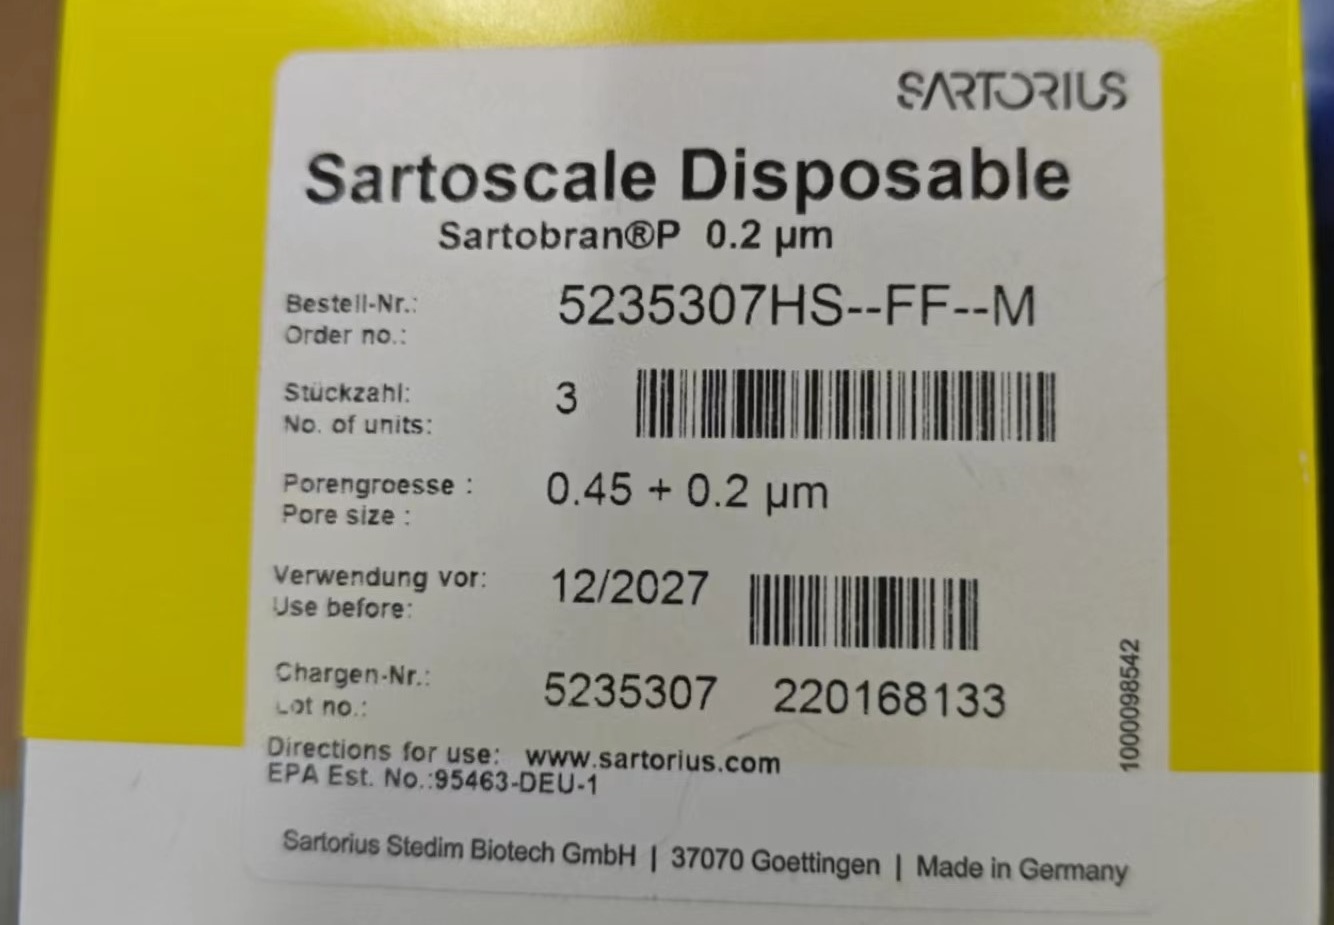 SARTORIUS
Sartoscale Disposable
Sartobran®P 0.2 µm
Bestell-Nr.: 5235307HS--FF--M
Order no.:
Stückzahl: 3
No. of units:
Porengroesse : 0.45 + 0.2 µm
Pore size :
Verwendung vor: 12/2027
Use before:
Chargen-Nr.: 5235307 220168133
Lot no.:
1000098542
Directions for use: www.sartorius.com
EPA Est. No.:95463-DEU-1
Sartorius Stedim Biotech GmbH | 37070 Goettingen | Made in Germany